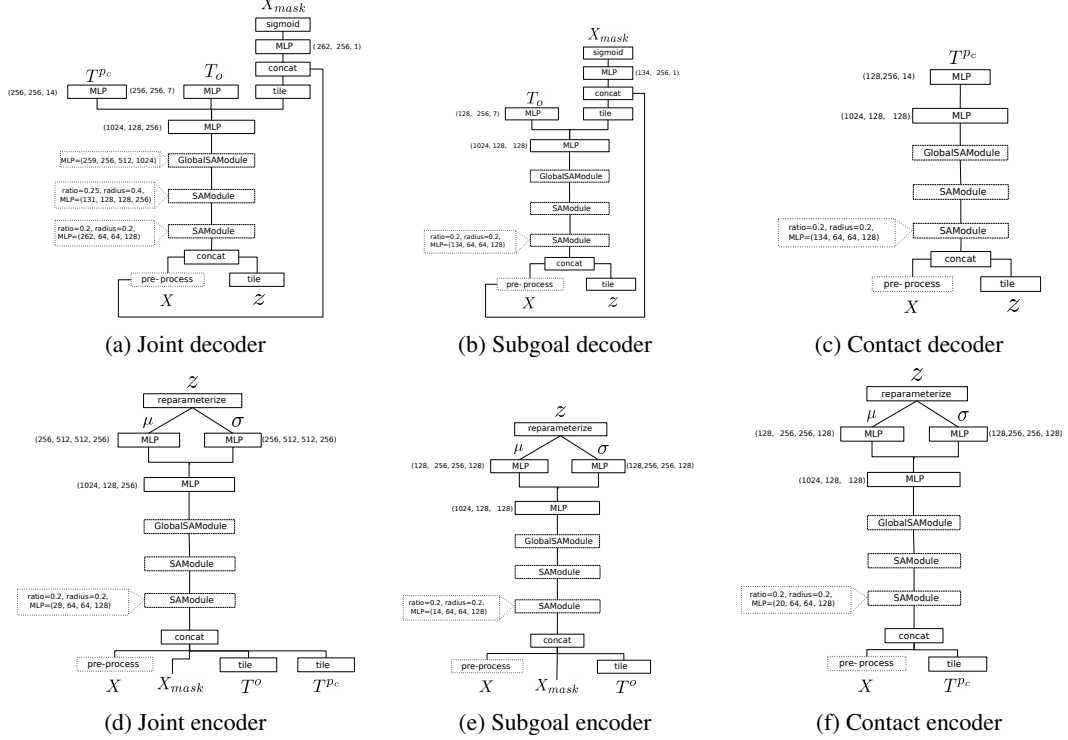 X_mask
sigmoid
MLP
(262, 256, 1)
concat
T^{p_c}
T_o
(256, 256, 14)
MLP
(256, 256, 7)
MLP
tile
(1024, 128, 256)
MLP
MLP=(259, 256, 512, 1024)
GlobalSAModule
ratio=0.25, radius=0.4,
MLP=(131, 128, 128, 256)
SAModule
ratio=0.2, radius=0.2,
MLP=(262, 64, 64, 128)
SAModule
concat
pre-process
tile
X
z
(a) Joint decoder
X_mask
sigmoid
MLP
(134, 256, 1)
concat
T_o
(128, 256, 7)
MLP
tile
(1024, 128, 128)
MLP
GlobalSAModule
SAModule
ratio=0.2, radius=0.2,
MLP=(134, 64, 64, 128)
SAModule
concat
pre-process
tile
X
z
(b) Subgoal decoder
T^{p_c}
(128,256, 14)
MLP
(1024, 128, 128)
MLP
GlobalSAModule
SAModule
ratio=0.2, radius=0.2,
MLP=(134, 64, 64, 128)
SAModule
concat
pre-process
tile
X
z
(c) Contact decoder
z
reparameterize
μ
σ
(256, 512, 512, 256)
MLP
MLP
(256, 512, 512, 256)
(1024, 128, 256)
MLP
GlobalSAModule
SAModule
ratio=0.2, radius=0.2,
MLP=(28, 64, 64, 128)
SAModule
concat
pre-process
tile
tile
X
X_mask
T^o
T^{p_c}
(d) Joint encoder
z
reparameterize
μ
σ
(128, 256, 256, 128)
MLP
MLP
(128,256, 256, 128)
(1024, 128, 128)
MLP
GlobalSAModule
SAModule
ratio=0.2, radius=0.2,
MLP=(14, 64, 64, 128)
SAModule
concat
pre-process
tile
X
X_mask
T^o
(e) Subgoal encoder
z
reparameterize
μ
σ
(128, 256, 256, 128)
MLP
MLP
(128,256, 256, 128)
(1024, 128, 128)
MLP
GlobalSAModule
SAModule
ratio=0.2, radius=0.2,
MLP=(20, 64, 64, 128)
SAModule
concat
pre-process
tile
X
T^{p_c}
(f) Contact encoder